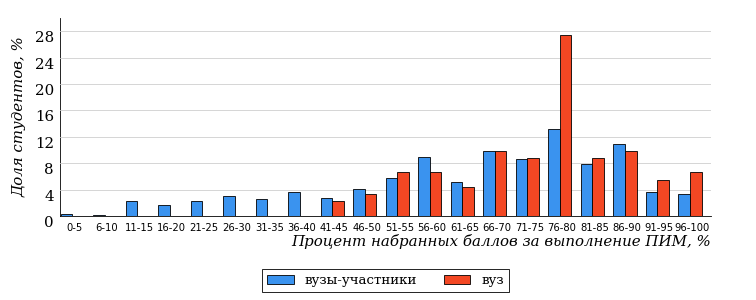 Доля студентов, %
28
24
20
16
12
8
4
0
0-5 6-10 11-15 16-20 21-25 26-30 31-35 36-40 41-45 46-50 51-55 56-60 61-65 66-70 71-75 76-80 81-85 86-90 91-95 96-100
Процент набранных баллов за выполнение ПИМ, %
вузы-участники вуз